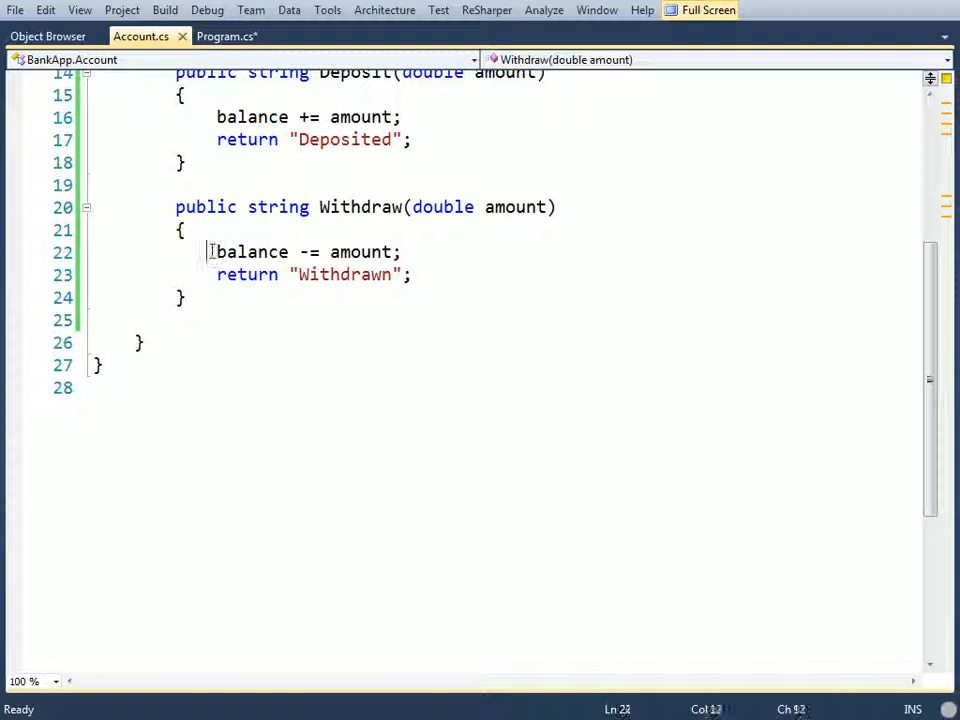 File Edit View Project Build Debug Team Data Tools Architecture Test ReSharper Analyze Window Help Full Screen
Object Browser Account.cs Program.cs*
BankApp.Account Withdraw(double amount)
14 public string Deposit(double amount)
15 {
16 balance += amount;
17 return "Deposited";
18 }
19
20 public string Withdraw(double amount)
21 {
22 balance -= amount;
23 return "Withdrawn";
24 }
25
26 }
27 }
28
100 %
Ready INS